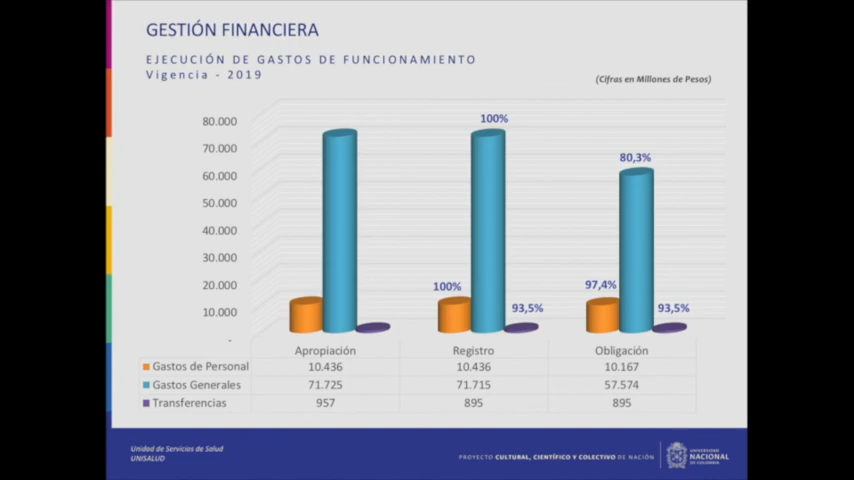 GESTIÓN FINANCIERA
EJECUCIÓN DE GASTOS DE FUNCIONAMIENTO
Vigencia - 2019
(Cifras en Millones de Pesos)
80.000
70.000
60.000
50.000
40.000
30.000
20.000
10.000
-
100%
100%
93,5%
97,4%
80,3%
93,5%
Apropiación Registro Obligación
Gastos de Personal 10.436 10.436 10.167
Gastos Generales 71.725 71.715 57.574
Transferencias 957 895 895
Unidad de Servicios de Salud
UNISALUD
PROYECTO CULTURAL, CIENTÍFICO Y COLECTIVO DE NACIÓN
UNIVERSIDAD
NACIONAL
DE COLOMBIA